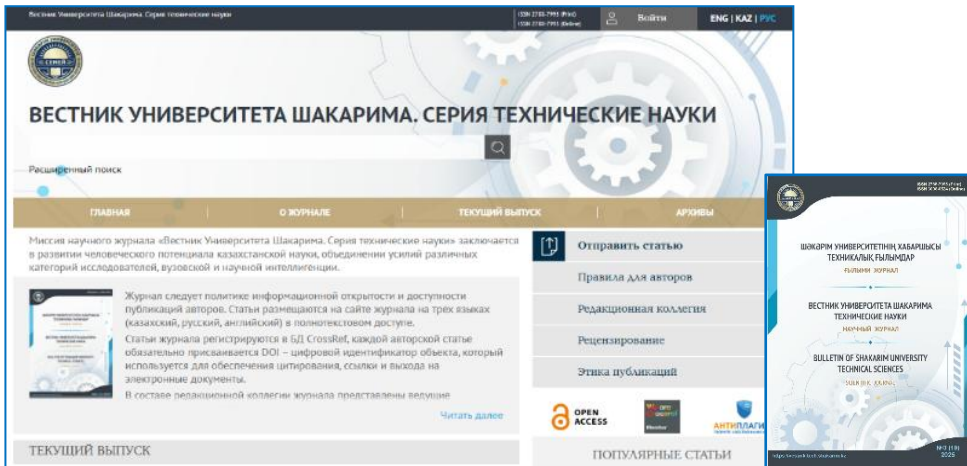 Вестник Университета Шакарима. Серия технические науки
ISSN 2788-7995 (Print)
Войти
ENG | KAZ | РУС
СЕМЕЙ
ВЕСТНИК УНИВЕРСИТЕТА ШАКАРИМА. СЕРИЯ ТЕХНИЧЕСКИЕ НАУКИ
Расширенный поиск
ГЛАВНАЯ
О ЖУРНАЛЕ
ТЕКУЩИЙ ВЫПУСК
АРХИВЫ
Миссия научного журнала «Вестник Университета Шакарима. Серия технические науки» заключается
в развитии человеческого потенциала казахстанской науки, объединении усилий различных
категорий исследователей, вузовской и научной интеллигенции.
Журнал следует политике информационной открытости и доступности
публикаций авторов. Статьи размещаются на сайте журнала на трех языках
(казахский, русский, английский) в полнотекстовом доступе.
Статьи журнала регистрируются в БД CrossRef, каждой авторской статье
обязательно присваивается DOI – цифровой идентификатор объекта, который
используется для обеспечения цитирования, ссылки и выхода на
электронные документы.
В составе редакционной коллегии журнала представлены ведущие
Читать далее
ТЕКУЩИЙ ВЫПУСК
Отправить статью
Правила для авторов
Редакционная коллегия
Рецензирование
Этика публикаций
OPEN
ACCESS
АНТИПЛАГИ
ПОПУЛЯРНЫЕ СТАТЬИ
ШӘКӘРІМ УНИВЕРСИТЕТІНІҢ ХАБАРШЫСЫ
ТЕХНИКАЛЫҚ ҒЫЛЫМДАР
ҒЫЛЫМИ ЖУРНАЛ
ВЕСТНИК УНИВЕРСИТЕТА ШАКАРИМА
ТЕХНИЧЕСКИЕ НАУКИ
НАУЧНЫЙ ЖУРНАЛ
BULLETIN OF SHAKARIM UNIVERSITY
TECHNICAL SCIENCES
SCIENTIFIC JOURNAL
2025